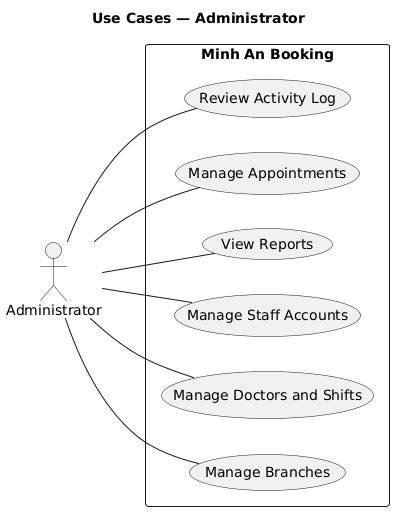 Use Cases — Administrator
Minh An Booking
Review Activity Log
Manage Appointments
View Reports
Manage Staff Accounts
Administrator
Manage Doctors and Shifts
Manage Branches